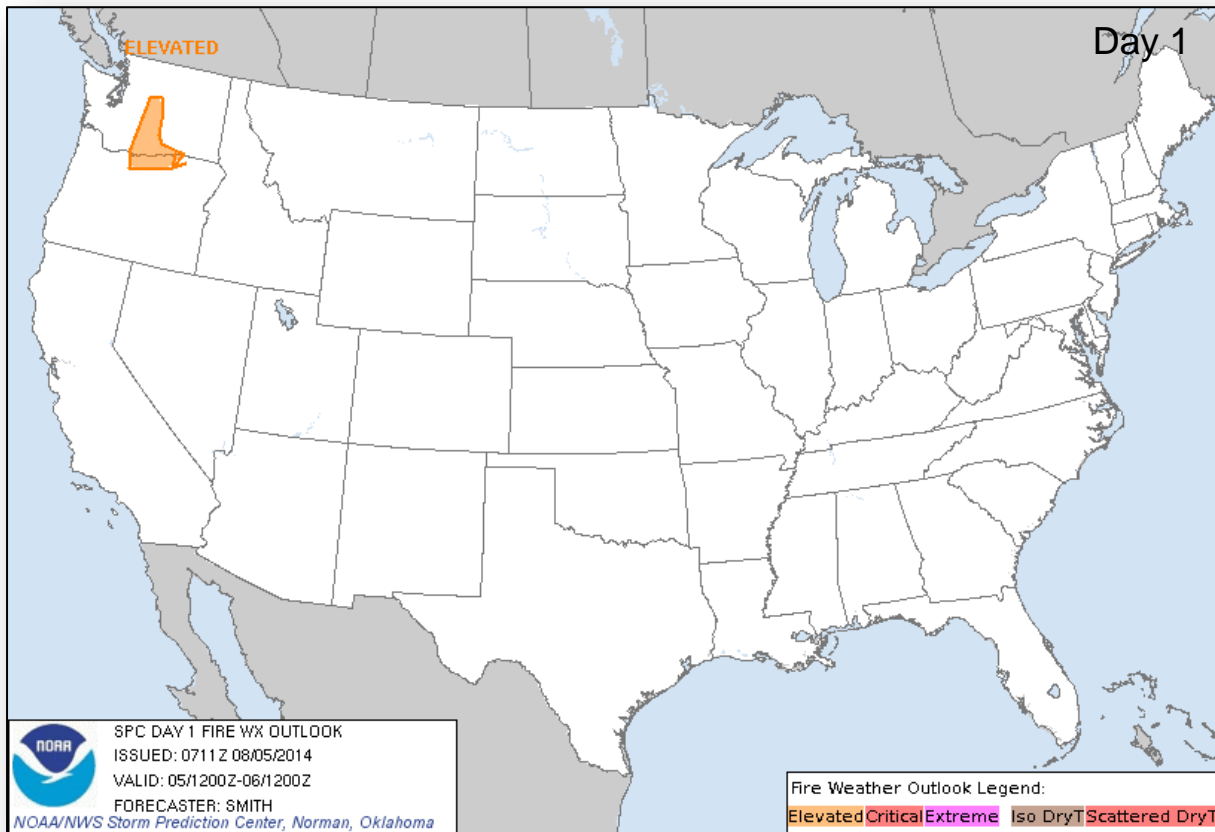 Day 1
ELEVATED
NOAA
SPC DAY 1 FIRE WX OUTLOOK
ISSUED: 0711Z 08/05/2014
VALID: 05/1200Z-06/1200Z
FORECASTER: SMITH
NOAA/NWS Storm Prediction Center, Norman, Oklahoma
Fire Weather Outlook Legend:
Elevated Critical Extreme Iso DryT Scattered DryT